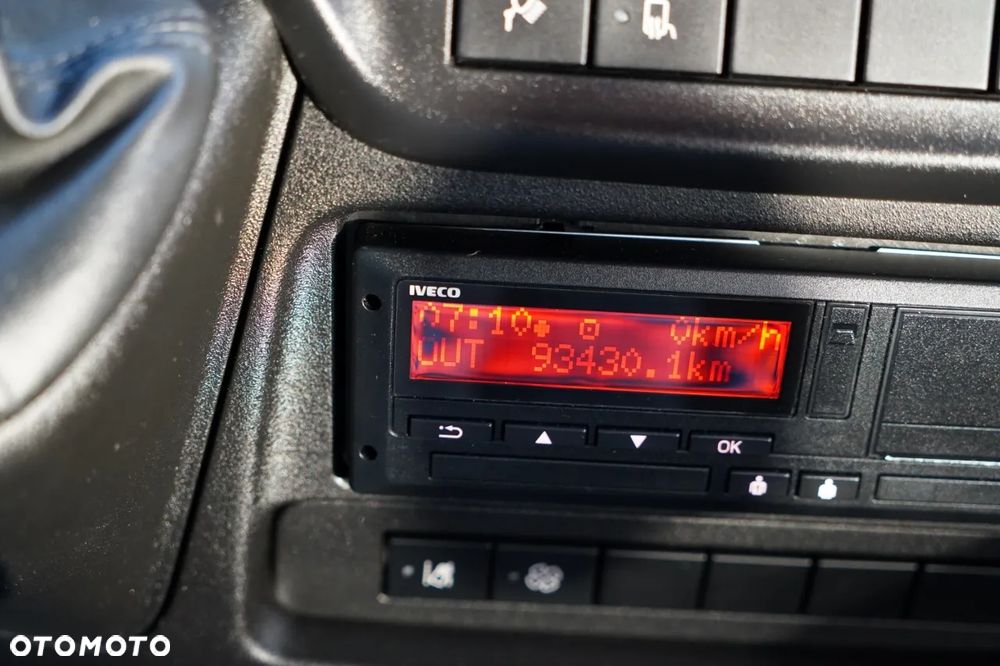 IVECO
07:10 0km/h
OUT 93430.1km
OK
OTOMOTO